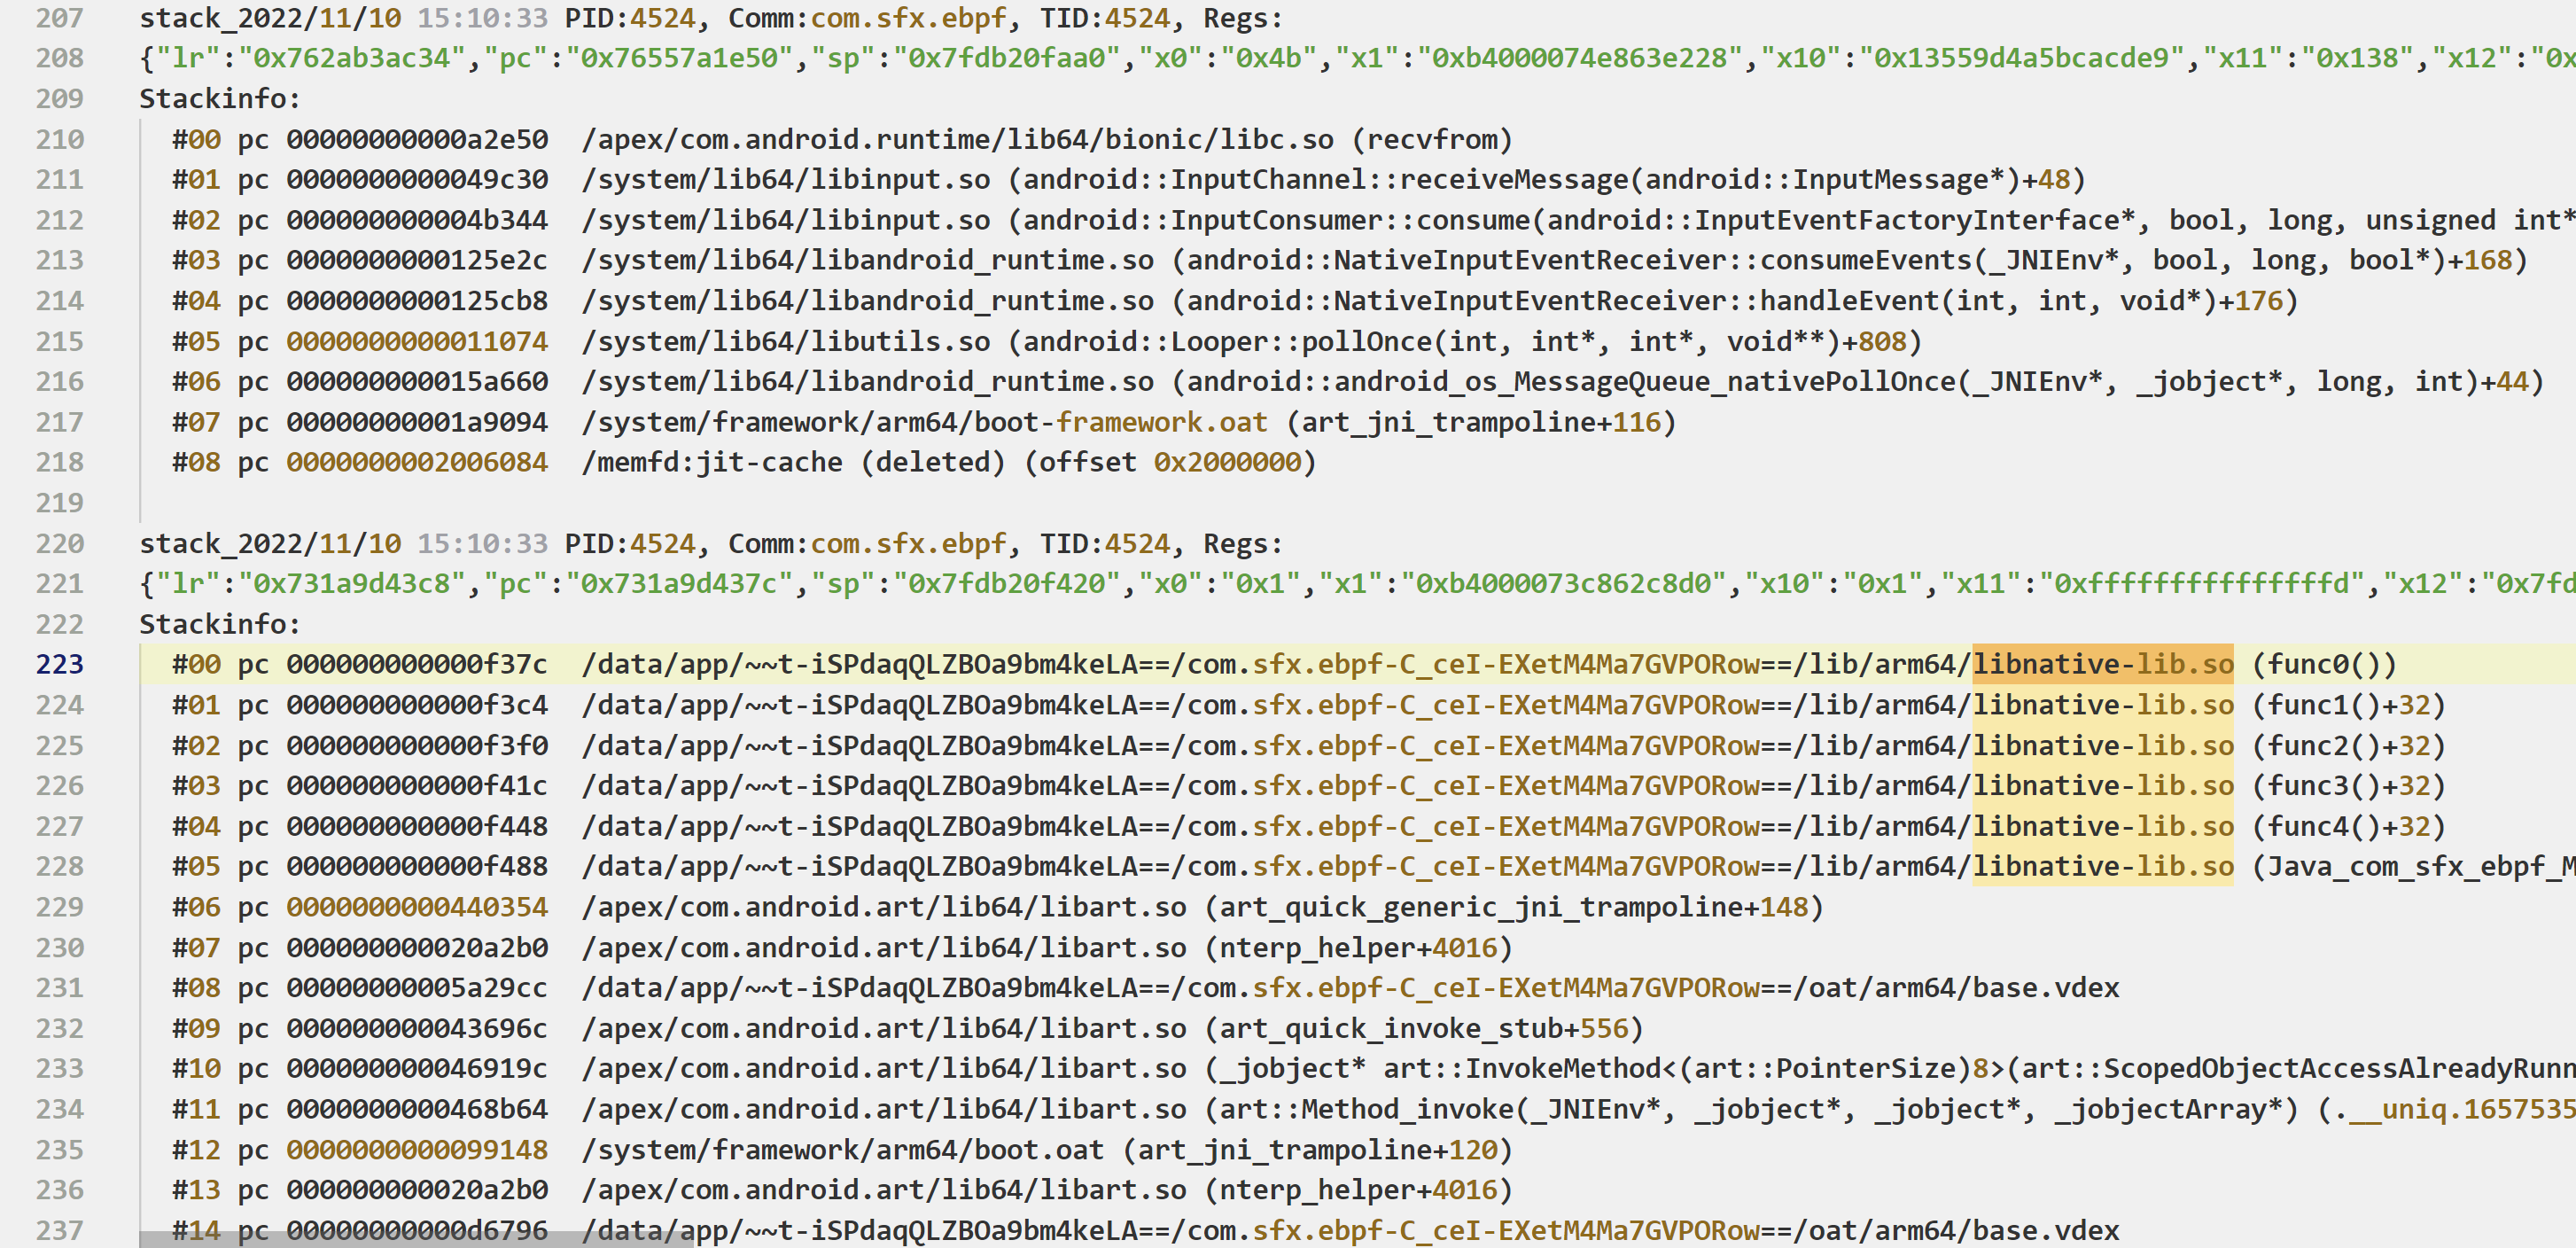 207 stack_2022/11/10 15:10:33 PID:4524, Comm:com.sfx.ebpf, TID:4524, Regs:
208 {"lr":"0x762ab3ac34","pc":"0x76557a1e50","sp":"0x7fdb20faa0","x0":"0x4b","x1":"0xb4000074e863e228","x10":"0x13559d4a5bcacde9","x11":"0x138","x12":"0x
209 Stackinfo:
210 #00 pc 00000000000a2e50  /apex/com.android.runtime/lib64/bionic/libc.so (recvfrom)
211 #01 pc 0000000000049c30  /system/lib64/libinput.so (android::InputChannel::receiveMessage(android::InputMessage*)+48)
212 #02 pc 000000000004b344  /system/lib64/libinput.so (android::InputConsumer::consume(android::InputEventFactoryInterface*, bool, long, unsigned int*
213 #03 pc 0000000000125e2c  /system/lib64/libandroid_runtime.so (android::NativeInputEventReceiver::consumeEvents(_JNIEnv*, bool, long, bool*)+168)
214 #04 pc 0000000000125cb8  /system/lib64/libandroid_runtime.so (android::NativeInputEventReceiver::handleEvent(int, int, void*)+176)
215 #05 pc 0000000000011074  /system/lib64/libutils.so (android::Looper::pollOnce(int, int*, int*, void**)+808)
216 #06 pc 000000000015a660  /system/lib64/libandroid_runtime.so (android::android_os_MessageQueue_nativePollOnce(_JNIEnv*, _jobject*, long, int)+44)
217 #07 pc 00000000001a9094  /system/framework/arm64/boot-framework.oat (art_jni_trampoline+116)
218 #08 pc 0000000002006084  /memfd:jit-cache (deleted) (offset 0x2000000)
219
220 stack_2022/11/10 15:10:33 PID:4524, Comm:com.sfx.ebpf, TID:4524, Regs:
221 {"lr":"0x731a9d43c8","pc":"0x731a9d437c","sp":"0x7fdb20f420","x0":"0x1","x1":"0xb4000073c862c8d0","x10":"0x1","x11":"0xfffffffffffffffd","x12":"0x7fd
222 Stackinfo:
223 #00 pc 000000000000f37c  /data/app/~~t-iSPdaqQLZBOa9bm4keLA==/com.sfx.ebpf-C_ceI-EXetM4Ma7GVPORow==/lib/arm64/libnative-lib.so (func0())
224 #01 pc 000000000000f3c4  /data/app/~~t-iSPdaqQLZBOa9bm4keLA==/com.sfx.ebpf-C_ceI-EXetM4Ma7GVPORow==/lib/arm64/libnative-lib.so (func1()+32)
225 #02 pc 000000000000f3f0  /data/app/~~t-iSPdaqQLZBOa9bm4keLA==/com.sfx.ebpf-C_ceI-EXetM4Ma7GVPORow==/lib/arm64/libnative-lib.so (func2()+32)
226 #03 pc 000000000000f41c  /data/app/~~t-iSPdaqQLZBOa9bm4keLA==/com.sfx.ebpf-C_ceI-EXetM4Ma7GVPORow==/lib/arm64/libnative-lib.so (func3()+32)
227 #04 pc 000000000000f448  /data/app/~~t-iSPdaqQLZBOa9bm4keLA==/com.sfx.ebpf-C_ceI-EXetM4Ma7GVPORow==/lib/arm64/libnative-lib.so (func4()+32)
228 #05 pc 000000000000f488  /data/app/~~t-iSPdaqQLZBOa9bm4keLA==/com.sfx.ebpf-C_ceI-EXetM4Ma7GVPORow==/lib/arm64/libnative-lib.so (Java_com_sfx_ebpf_M
229 #06 pc 0000000000440354  /apex/com.android.art/lib64/libart.so (art_quick_generic_jni_trampoline+148)
230 #07 pc 000000000020a2b0  /apex/com.android.art/lib64/libart.so (nterp_helper+4016)
231 #08 pc 00000000005a29cc  /data/app/~~t-iSPdaqQLZBOa9bm4keLA==/com.sfx.ebpf-C_ceI-EXetM4Ma7GVPORow==/oat/arm64/base.vdex
232 #09 pc 000000000043696c  /apex/com.android.art/lib64/libart.so (art_quick_invoke_stub+556)
233 #10 pc 000000000046919c  /apex/com.android.art/lib64/libart.so (_jobject* art::InvokeMethod<(art::PointerSize)8>(art::ScopedObjectAccessAlreadyRunn
234 #11 pc 0000000000468b64  /apex/com.android.art/lib64/libart.so (art::Method_invoke(_JNIEnv*, _jobject*, _jobject*, _jobjectArray*) (.__uniq.1657535
235 #12 pc 0000000000099148  /system/framework/arm64/boot.oat (art_jni_trampoline+120)
236 #13 pc 000000000020a2b0  /apex/com.android.art/lib64/libart.so (nterp_helper+4016)
237 #14 pc 00000000000d6796  /data/app/~~t-iSPdaqQLZBOa9bm4keLA==/com.sfx.ebpf-C_ceI-EXetM4Ma7GVPORow==/oat/arm64/base.vdex